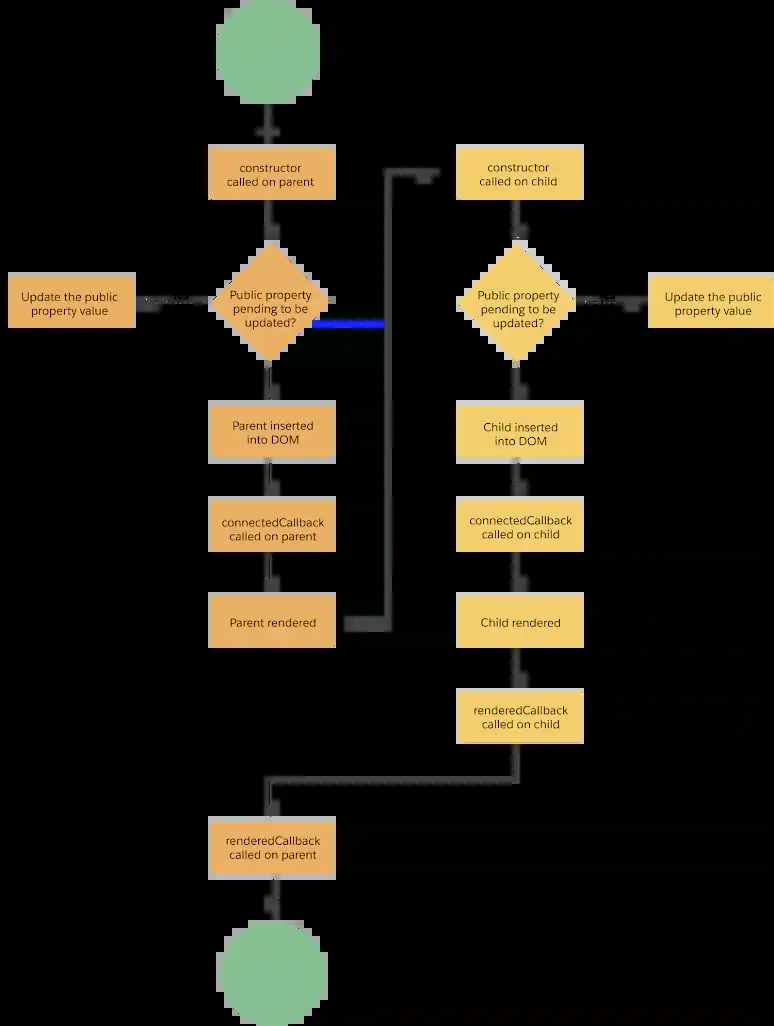 constructor
called on parent
Public property
pending to be
updated?
Update the public
property value
Parent inserted
into DOM
connectedCallback
called on parent
Parent rendered
constructor
called on child
Public property
pending to be
updated?
Update the public
property value
Child inserted
into DOM
connectedCallback
called on child
Child rendered
renderedCallback
called on child
renderedCallback
called on parent